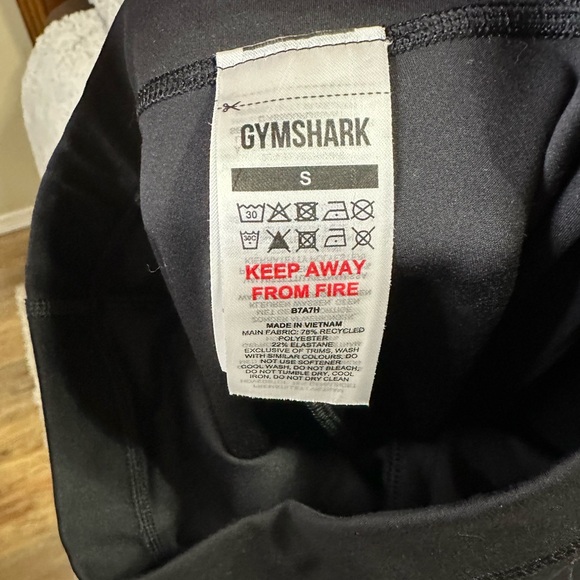 GYMSHARK
S
30
30C
KEEP AWAY
FROM FIRE
B7A7H
MADE IN VIETNAM
MAIN FABRIC: 78% RECYCLED
POLYESTER
22% ELASTANE
EXCLUSIVE OF TRIMS, WASH
WITH SIMILAR COLOURS, DO
NOT USE SOFTENER
COOL WASH, DO NOT BLEACH,
DO NOT TUMBLE DRY, COOL
IRON, DO NOT DRY CLEAN